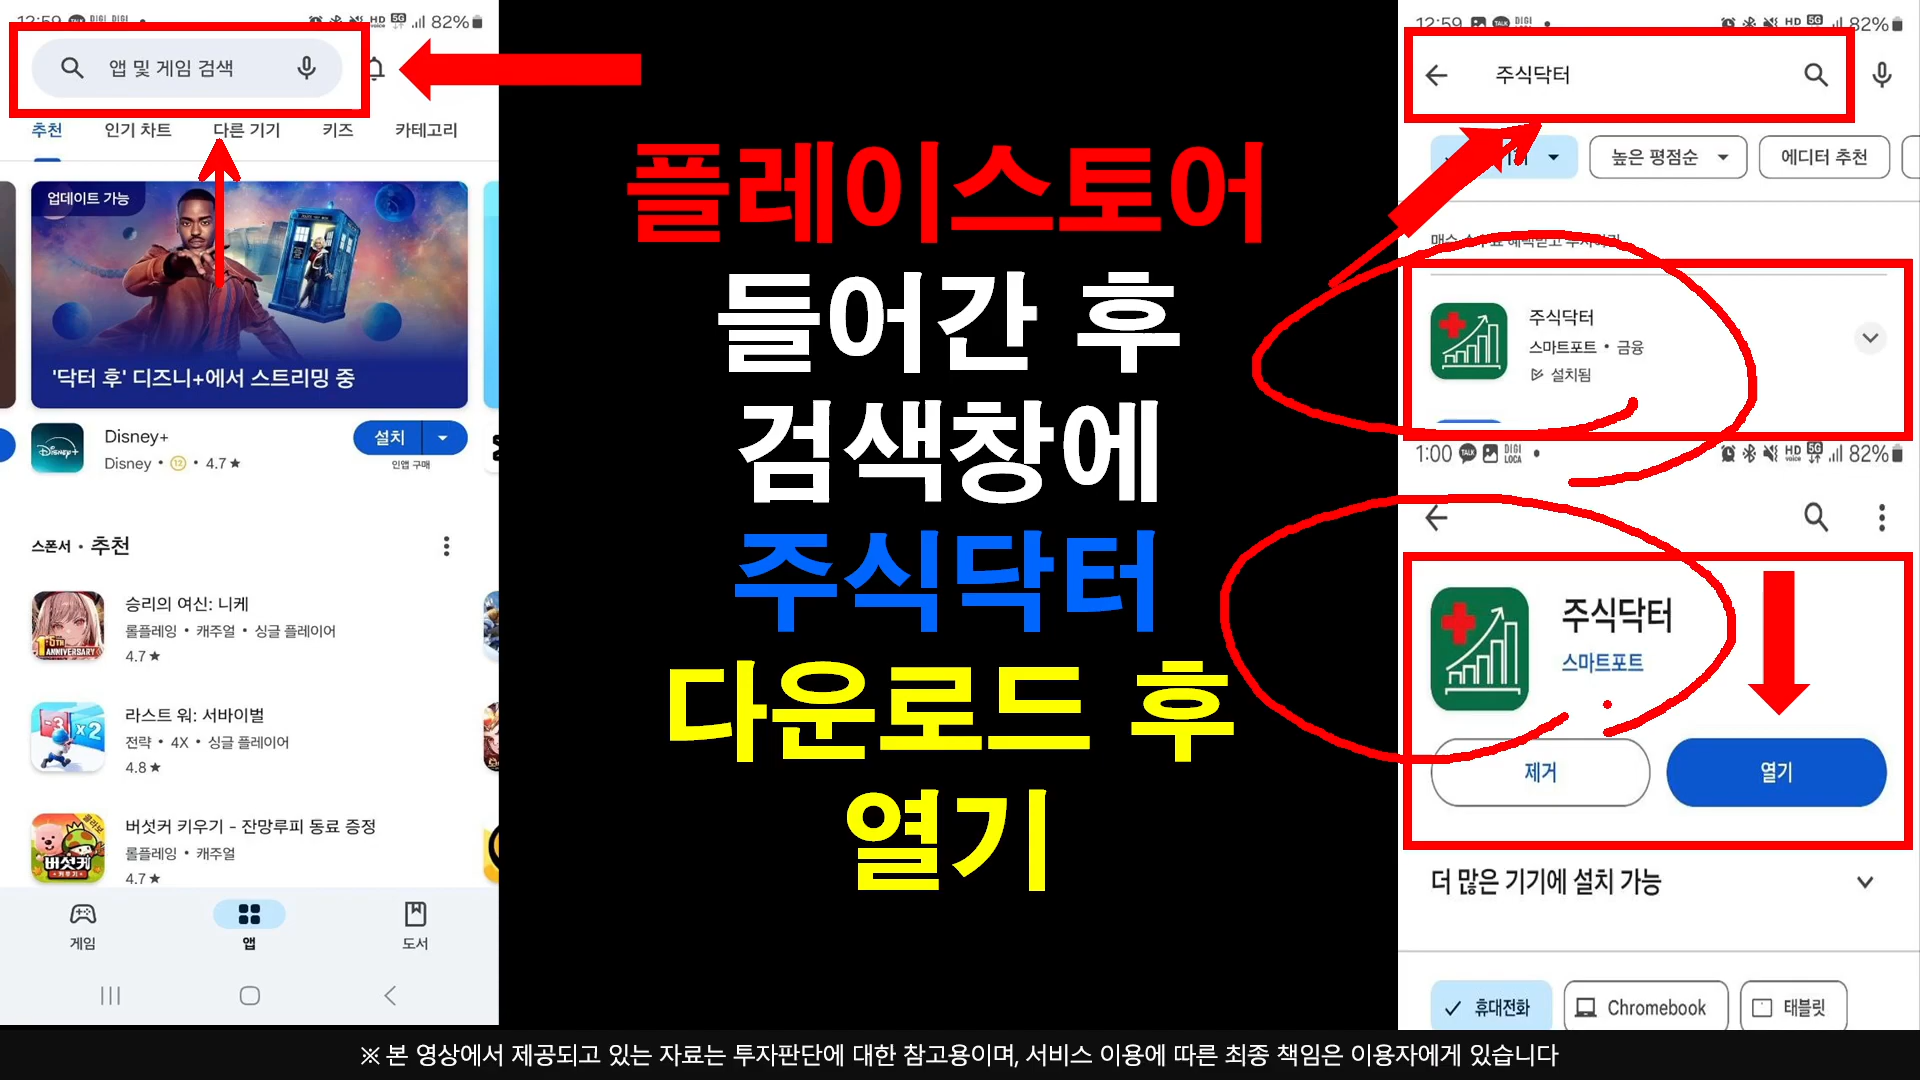 12:59
82%
앱 및 게임 검색
추천 인기 차트 다른 기기 키즈 카테고리
업데이트 가능
'닥터 후' 디즈니+에서 스트리밍 중
Disney+
Disney • 12 • 4.7★
설치
인앱 구매
스폰서 • 추천
승리의 여신: 니케
롤플레잉 • 캐주얼 • 싱글 플레이어
4.7★
라스트 워: 서바이벌
전략 • 4X • 싱글 플레이어
4.8★
버섯커 키우기 - 잔망루피 동료 증정
롤플레잉 • 캐주얼
4.7★
게임 앱 도서
플레이스토어
들어간 후
검색창에
주식닥터
다운로드 후
열기
12:59
82%
주식닥터
높은 평점순 에디터 추천
주식닥터
스마트포트 • 금융
설치됨
1:00 TALK DIGI LOCA HD voice 5G 82%
주식닥터
스마트포트
제거 열기
더 많은 기기에 설치 가능
휴대전화 Chromebook 태블릿
※ 본 영상에서 제공되고 있는 자료는 투자판단에 대한 참고용이며, 서비스 이용에 따른 최종 책임은 이용자에게 있습니다